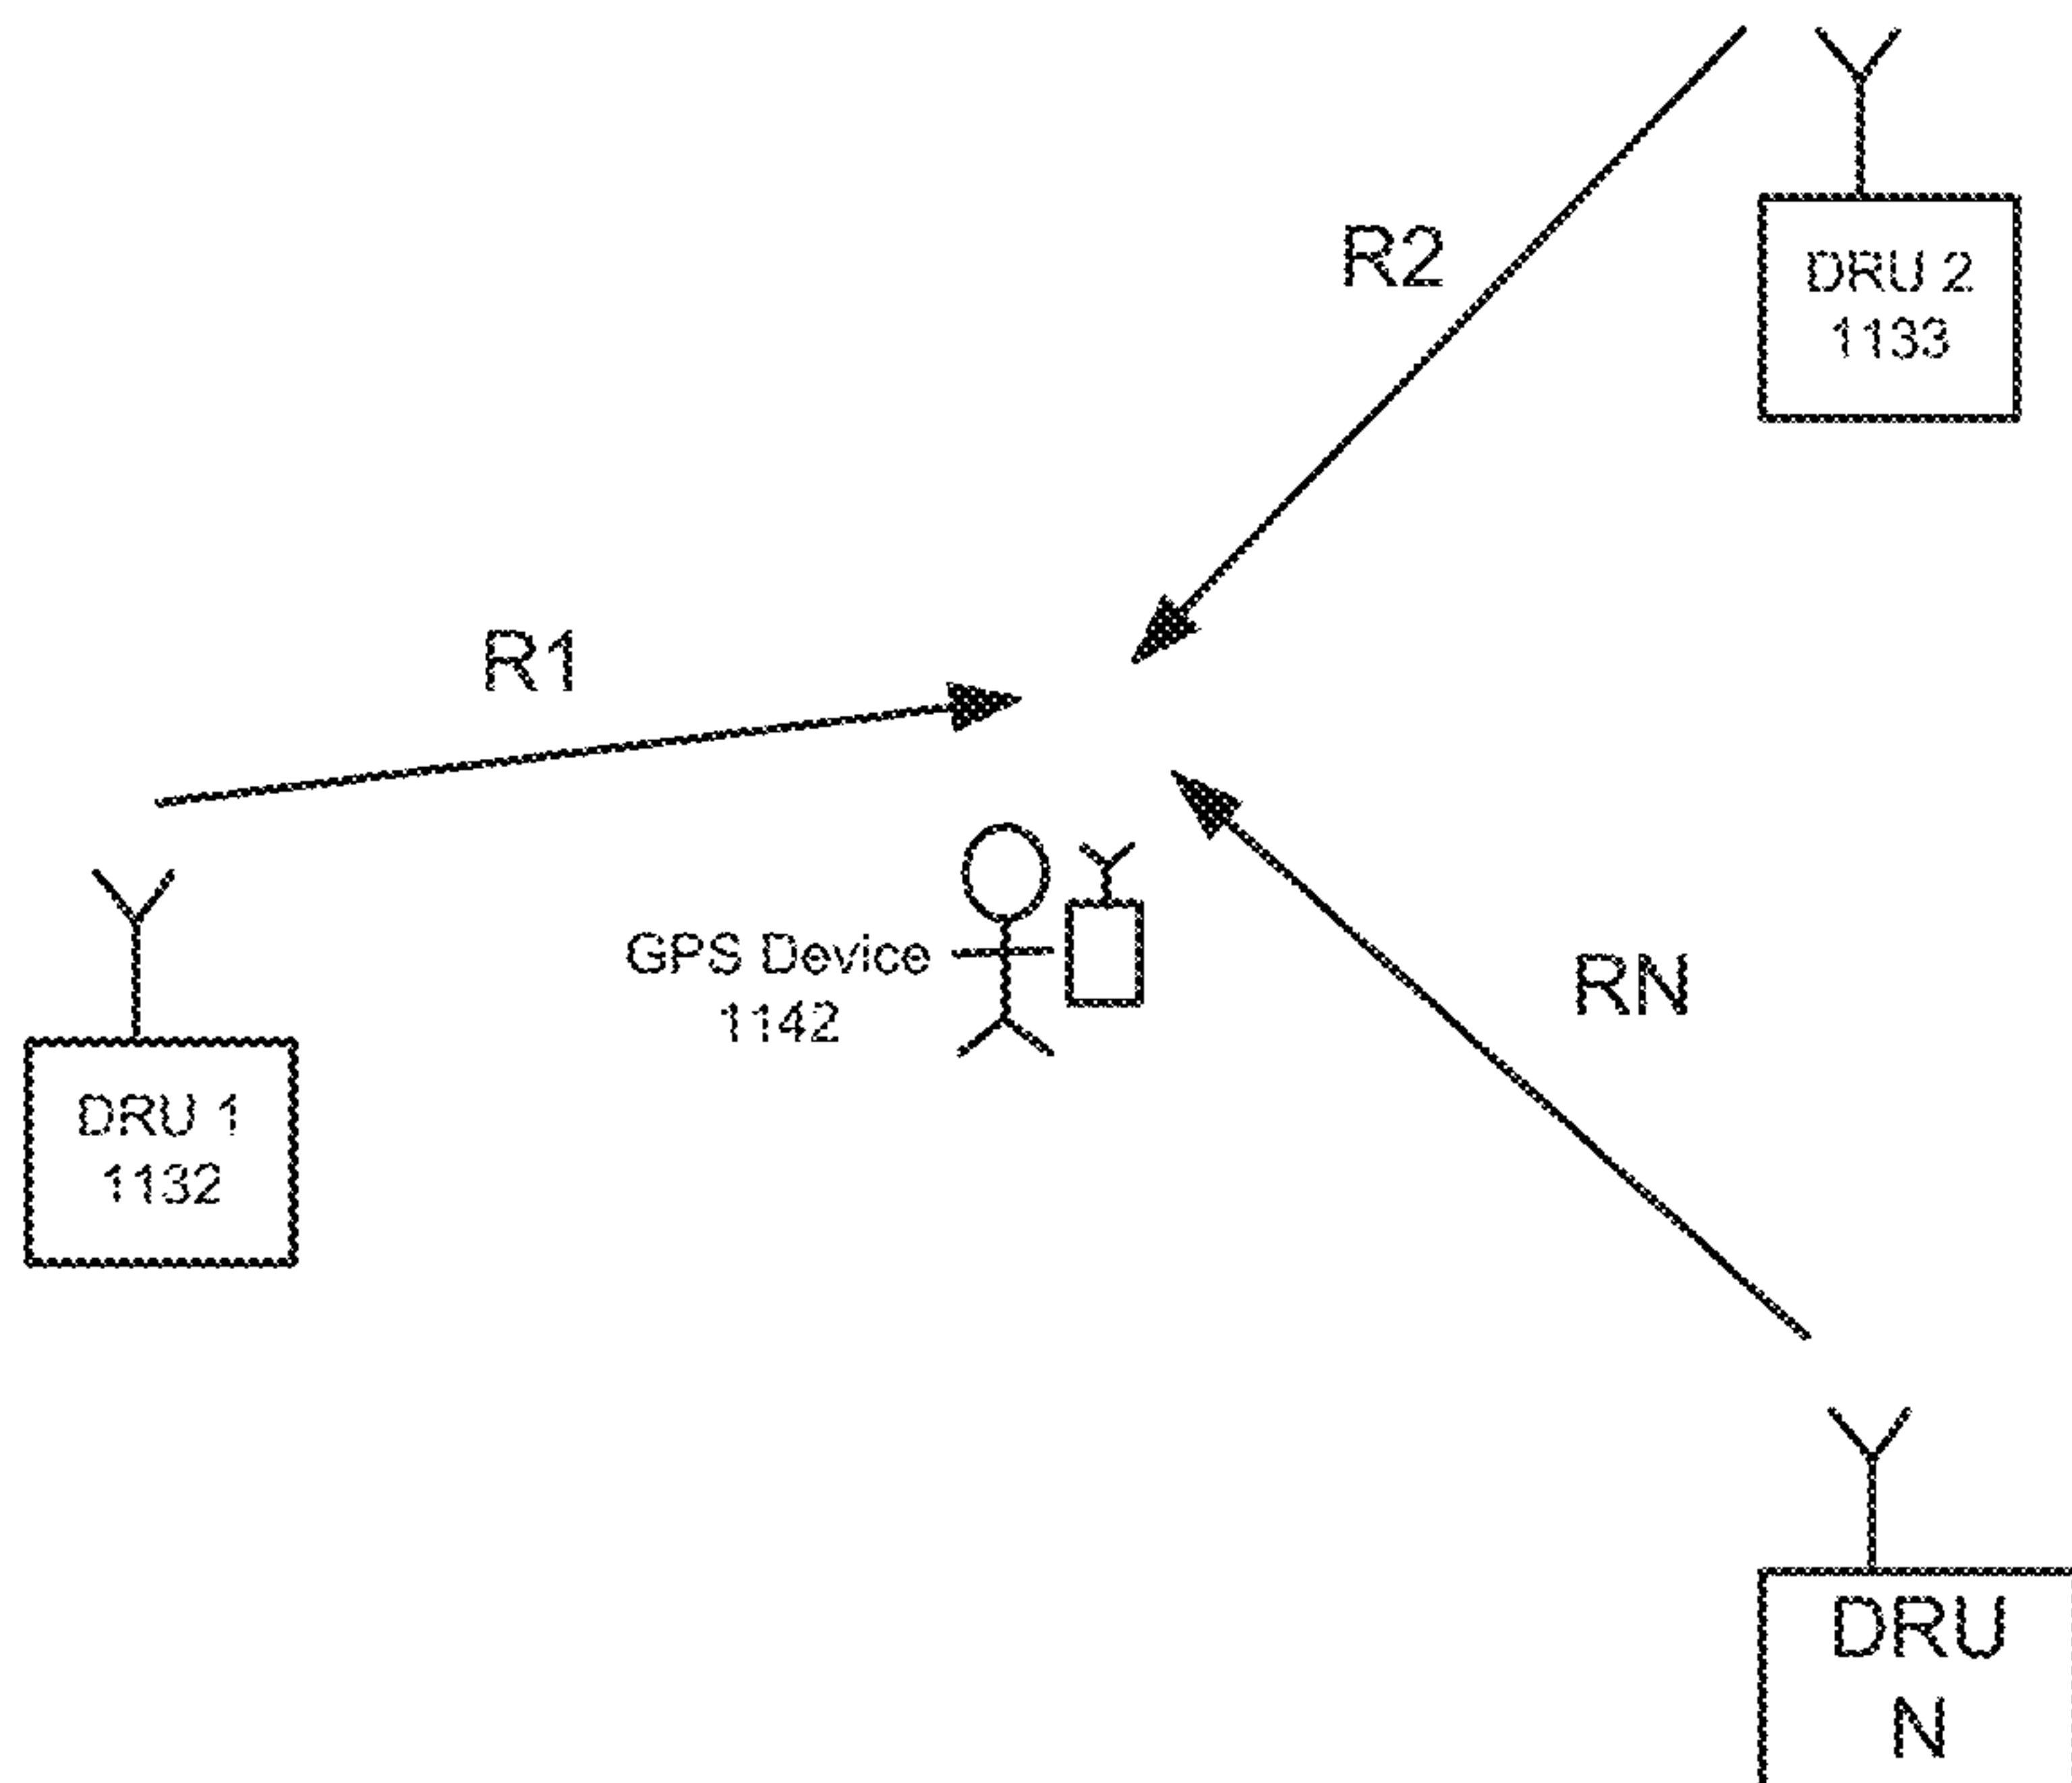 R2
DRU 2
1133
R1
GPS Device
1142
RN
DRU 1
1132
DRU
N